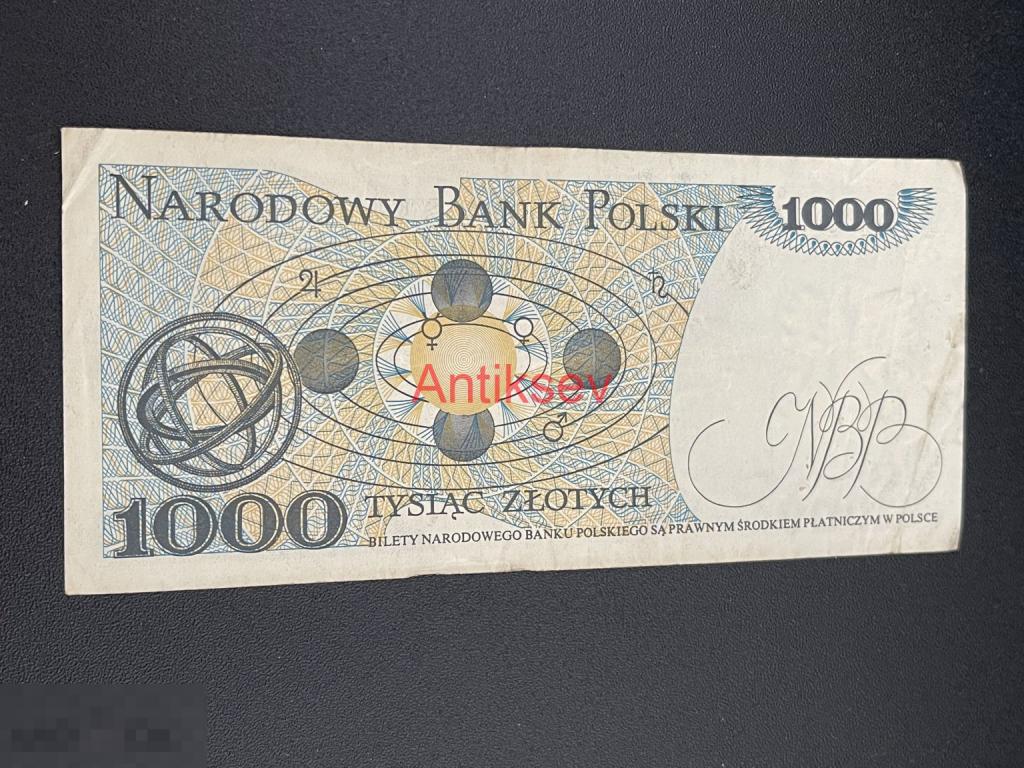 NARODOWY BANK POLSKI
1000
Antiksev
NBP
1000
TYSIĄC ZŁOTYCH
BILETY NARODOWEGO BANKU POLSKIEGO SĄ PRAWNYM ŚRODKIEM PŁATNICZYM W POLSCE